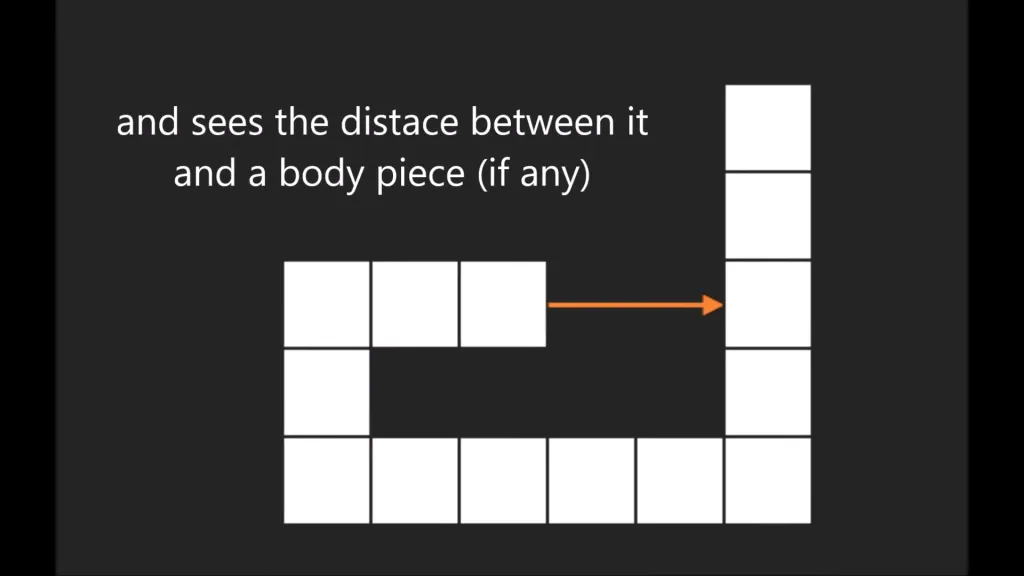 and sees the distace between it
and a body piece (if any)